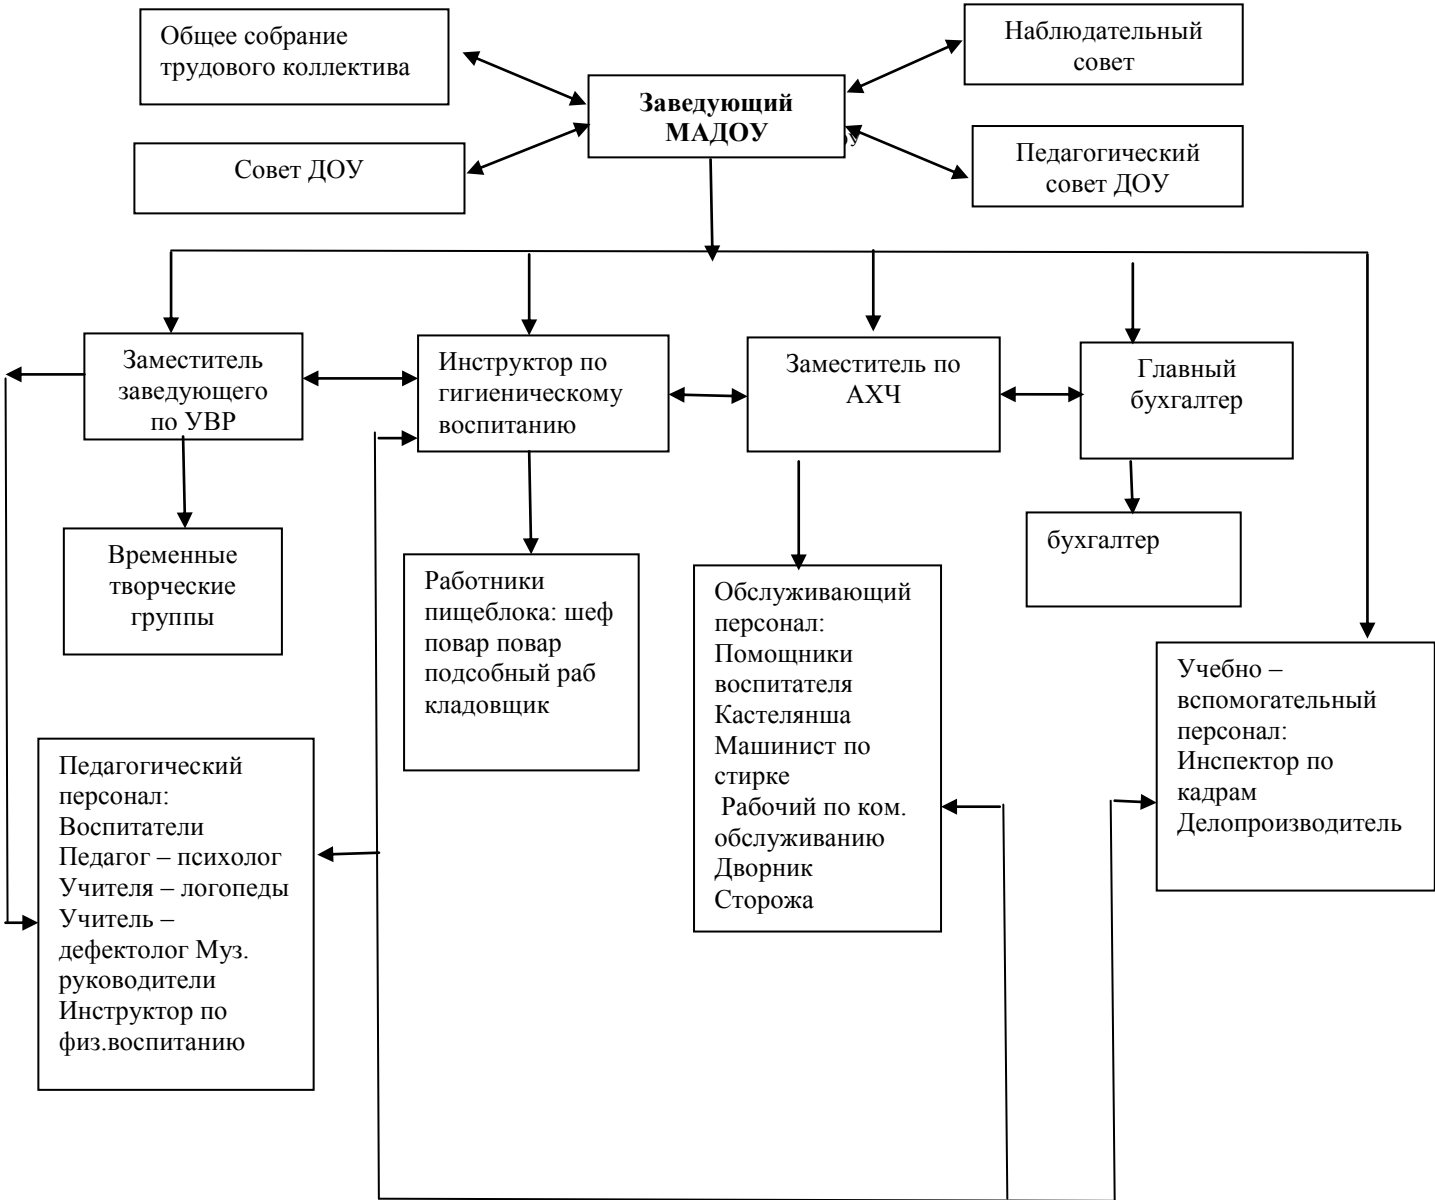 Общее собрание
трудового коллектива
Наблюдательный
совет
Заведующий
МАДОУ
Совет ДОУ
Педагогический
совет ДОУ
Заместитель
заведующего
по УВР
Инструктор по
гигиеническому
воспитанию
Заместитель по
АХЧ
Главный
бухгалтер
Временные
творческие
группы
Работники
пищеблока: шеф
повар повар
подсобный раб
кладовщик
Обслуживающий
персонал:
Помощники
воспитателя
Кастелянша
Машинист по
стирке
Рабочий по ком.
обслуживанию
Дворник
Сторожа
бухгалтер
Учебно –
вспомогательный
персонал:
Инспектор по
кадрам
Делопроизводитель
Педагогический
персонал:
Воспитатели
Педагог – психолог
Учителя – логопеды
Учитель –
дефектолог Муз.
руководители
Инструктор по
физ.воспитанию